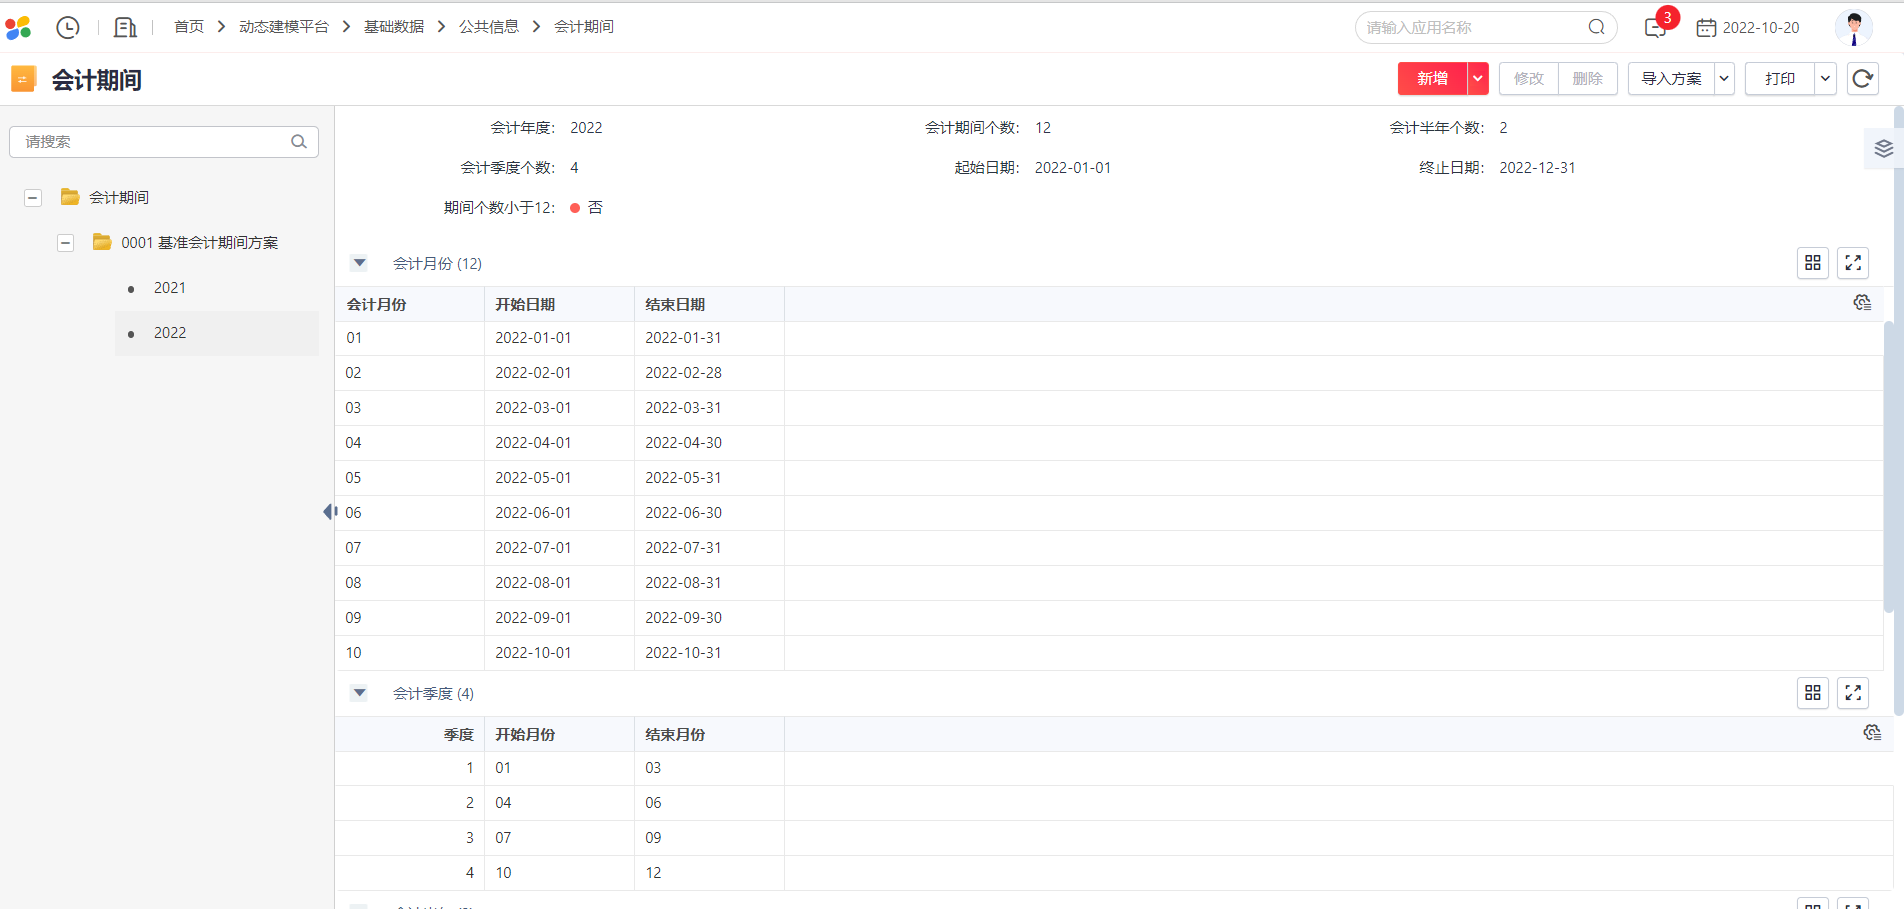 首页 > 动态建模平台 > 基础数据 > 公共信息 > 会计期间
请输入应用名称
3
2022-10-20
会计期间
新增
修改
删除
导入方案
打印
请搜索
会计期间
0001 基准会计期间方案
2021
2022
会计年度: 2022
会计期间个数: 12
会计半年个数: 2
会计季度个数: 4
起始日期: 2022-01-01
终止日期: 2022-12-31
期间个数小于12: 否
会计月份 (12)
会计月份 开始日期 结束日期
01 2022-01-01 2022-01-31
02 2022-02-01 2022-02-28
03 2022-03-01 2022-03-31
04 2022-04-01 2022-04-30
05 2022-05-01 2022-05-31
06 2022-06-01 2022-06-30
07 2022-07-01 2022-07-31
08 2022-08-01 2022-08-31
09 2022-09-01 2022-09-30
10 2022-10-01 2022-10-31
会计季度 (4)
季度 开始月份 结束月份
1 01 03
2 04 06
3 07 09
4 10 12